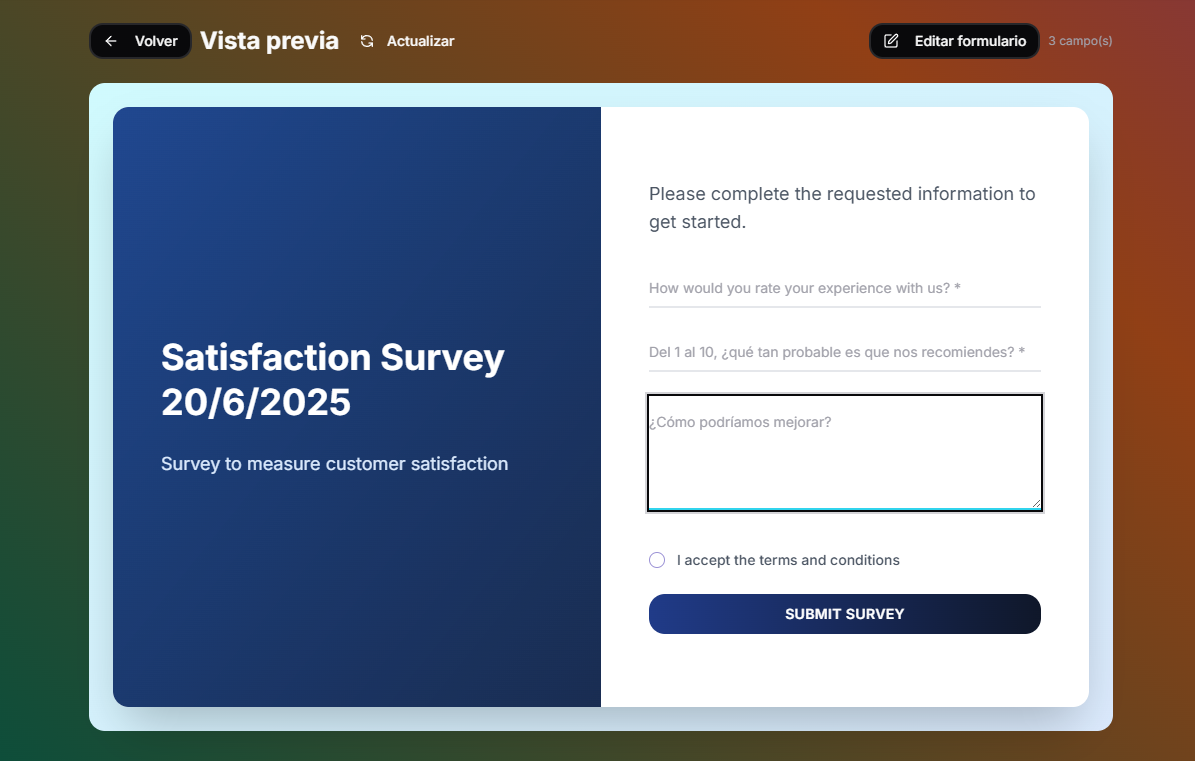 Volver
Vista previa
Actualizar
Editar formulario
3 campo(s)
Satisfaction Survey
20/6/2025
Survey to measure customer satisfaction
Please complete the requested information to
get started.
How would you rate your experience with us? *
Del 1 al 10, ¿qué tan probable es que nos recomiendes? *
¿Cómo podríamos mejorar?
I accept the terms and conditions
SUBMIT SURVEY